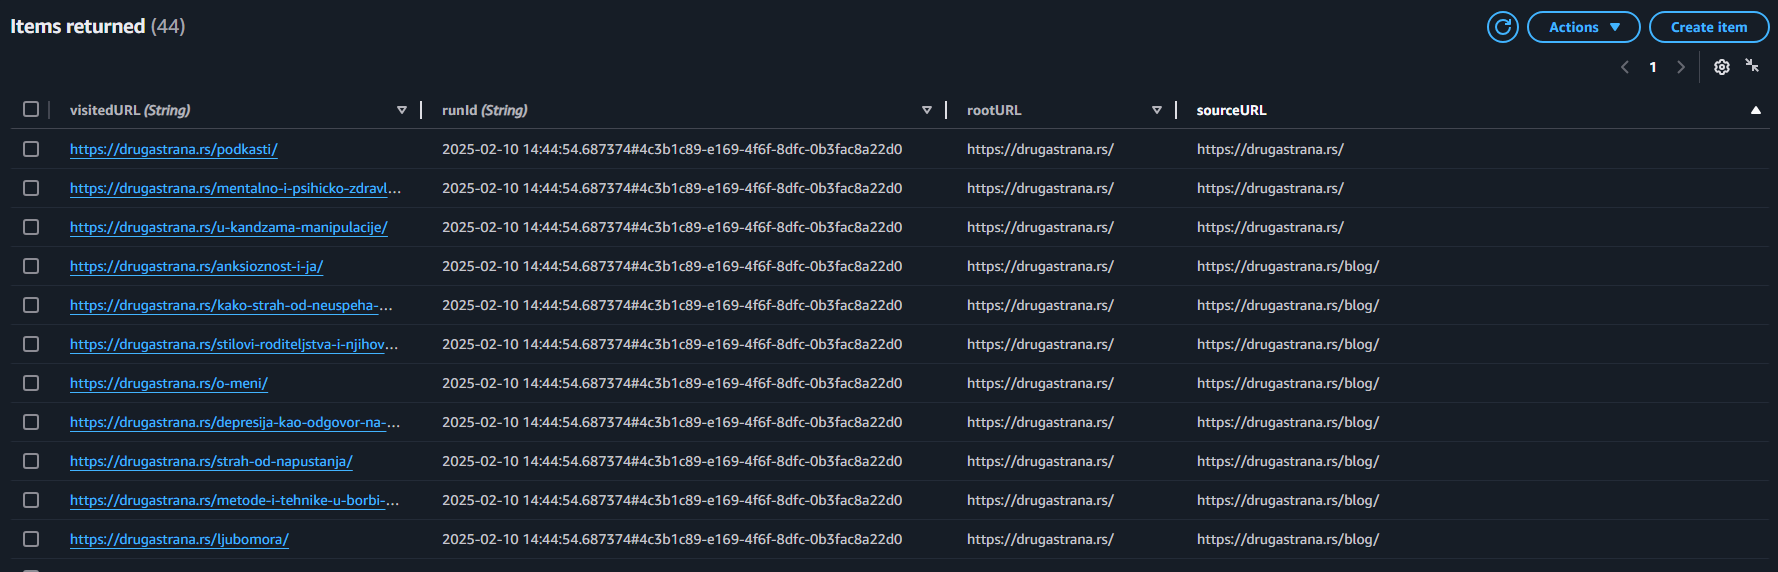 Items returned (44)
Actions
Create item
1
visitedURL (String) runId (String) rootURL sourceURL
https://drugastrana.rs/podkasti/ 2025-02-10 14:44:54.687374#4c3b1c89-e169-4f6f-8dfc-0b3fac8a22d0 https://drugastrana.rs/ https://drugastrana.rs/
https://drugastrana.rs/mentalno-i-psihicko-zdravl... 2025-02-10 14:44:54.687374#4c3b1c89-e169-4f6f-8dfc-0b3fac8a22d0 https://drugastrana.rs/ https://drugastrana.rs/
https://drugastrana.rs/u-kandzama-manipulacije/ 2025-02-10 14:44:54.687374#4c3b1c89-e169-4f6f-8dfc-0b3fac8a22d0 https://drugastrana.rs/ https://drugastrana.rs/
https://drugastrana.rs/anksioznost-i-ja/ 2025-02-10 14:44:54.687374#4c3b1c89-e169-4f6f-8dfc-0b3fac8a22d0 https://drugastrana.rs/ https://drugastrana.rs/blog/
https://drugastrana.rs/kako-strah-od-neuspeha-... 2025-02-10 14:44:54.687374#4c3b1c89-e169-4f6f-8dfc-0b3fac8a22d0 https://drugastrana.rs/ https://drugastrana.rs/blog/
https://drugastrana.rs/stilovi-roditeljstva-i-njihov... 2025-02-10 14:44:54.687374#4c3b1c89-e169-4f6f-8dfc-0b3fac8a22d0 https://drugastrana.rs/ https://drugastrana.rs/blog/
https://drugastrana.rs/o-meni/ 2025-02-10 14:44:54.687374#4c3b1c89-e169-4f6f-8dfc-0b3fac8a22d0 https://drugastrana.rs/ https://drugastrana.rs/blog/
https://drugastrana.rs/depresija-kao-odgovor-na-... 2025-02-10 14:44:54.687374#4c3b1c89-e169-4f6f-8dfc-0b3fac8a22d0 https://drugastrana.rs/ https://drugastrana.rs/blog/
https://drugastrana.rs/strah-od-napustanja/ 2025-02-10 14:44:54.687374#4c3b1c89-e169-4f6f-8dfc-0b3fac8a22d0 https://drugastrana.rs/ https://drugastrana.rs/blog/
https://drugastrana.rs/metode-i-tehnike-u-borbi-... 2025-02-10 14:44:54.687374#4c3b1c89-e169-4f6f-8dfc-0b3fac8a22d0 https://drugastrana.rs/ https://drugastrana.rs/blog/
https://drugastrana.rs/ljubomora/ 2025-02-10 14:44:54.687374#4c3b1c89-e169-4f6f-8dfc-0b3fac8a22d0 https://drugastrana.rs/ https://drugastrana.rs/blog/